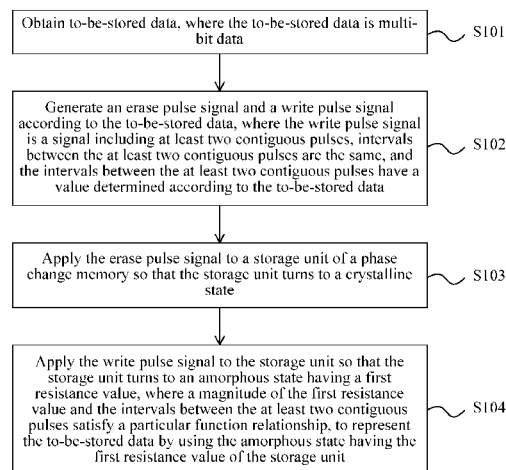 Obtain to-be-stored data, where the to-be-stored data is multi-
bit data
S101
Generate an erase pulse signal and a write pulse signal
according to the to-be-stored data, where the write pulse signal
is a signal including at least two contiguous pulses, intervals
between the at least two contiguous pulses are the same, and
the intervals between the at least two contiguous pulses have a
value determined according to the to-be-stored data
S102
Apply the erase pulse signal to a storage unit of a phase
change memory so that the storage unit turns to a crystalline
state
S103
Apply the write pulse signal to the storage unit so that the
storage unit turns to an amorphous state having a first
resistance value, where a magnitude of the first resistance
value and the intervals between the at least two contiguous
pulses satisfy a particular function relationship, to represent
the to-be-stored data by using the amorphous state having the
first resistance value of the storage unit
S104